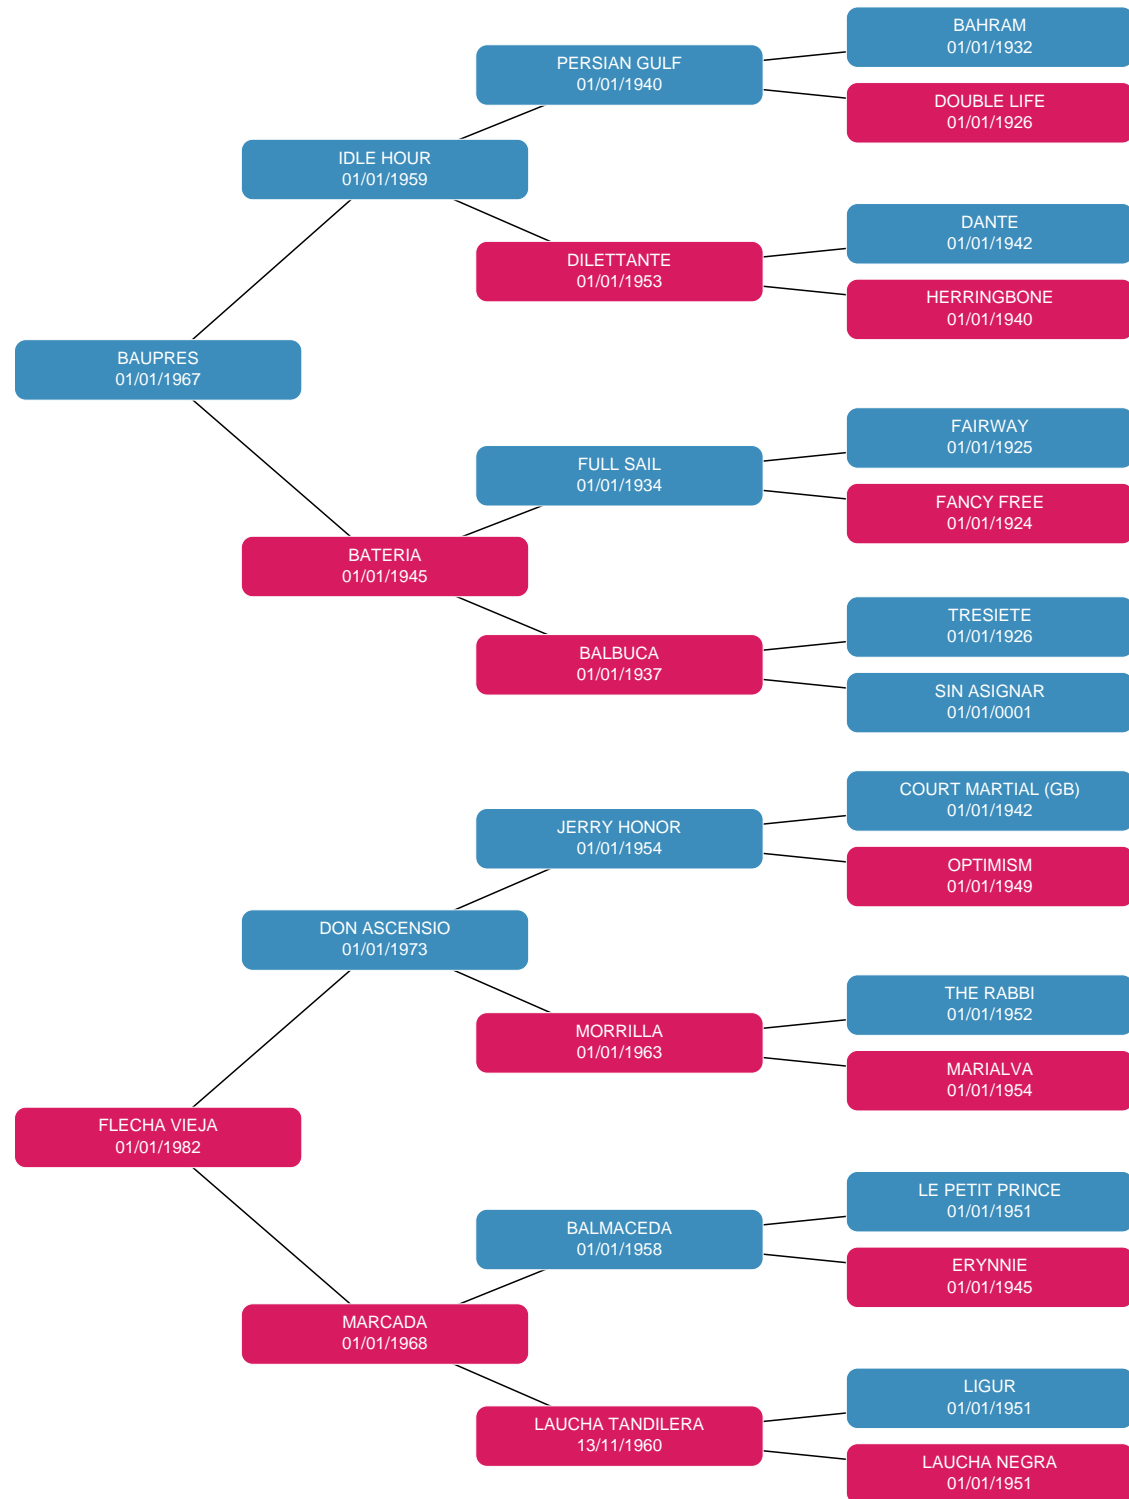 BAHRAM
01/01/1932
PERSIAN GULF
01/01/1940
DOUBLE LIFE
01/01/1926
IDLE HOUR
01/01/1959
DANTE
01/01/1942
DILETTANTE
01/01/1953
HERRINGBONE
01/01/1940
BAUPRES
01/01/1967
FAIRWAY
01/01/1925
FULL SAIL
01/01/1934
FANCY FREE
01/01/1924
BATERIA
01/01/1945
TRESIETE
01/01/1926
BALBUCA
01/01/1937
SIN ASIGNAR
01/01/0001
COURT MARTIAL (GB)
01/01/1942
JERRY HONOR
01/01/1954
OPTIMISM
01/01/1949
DON ASCENSIO
01/01/1973
THE RABBI
01/01/1952
MORRILLA
01/01/1963
MARIALVA
01/01/1954
FLECHA VIEJA
01/01/1982
LE PETIT PRINCE
01/01/1951
BALMACEDA
01/01/1958
ERYNNIE
01/01/1945
MARCADA
01/01/1968
LIGUR
01/01/1951
LAUCHA TANDILERA
13/11/1960
LAUCHA NEGRA
01/01/1951